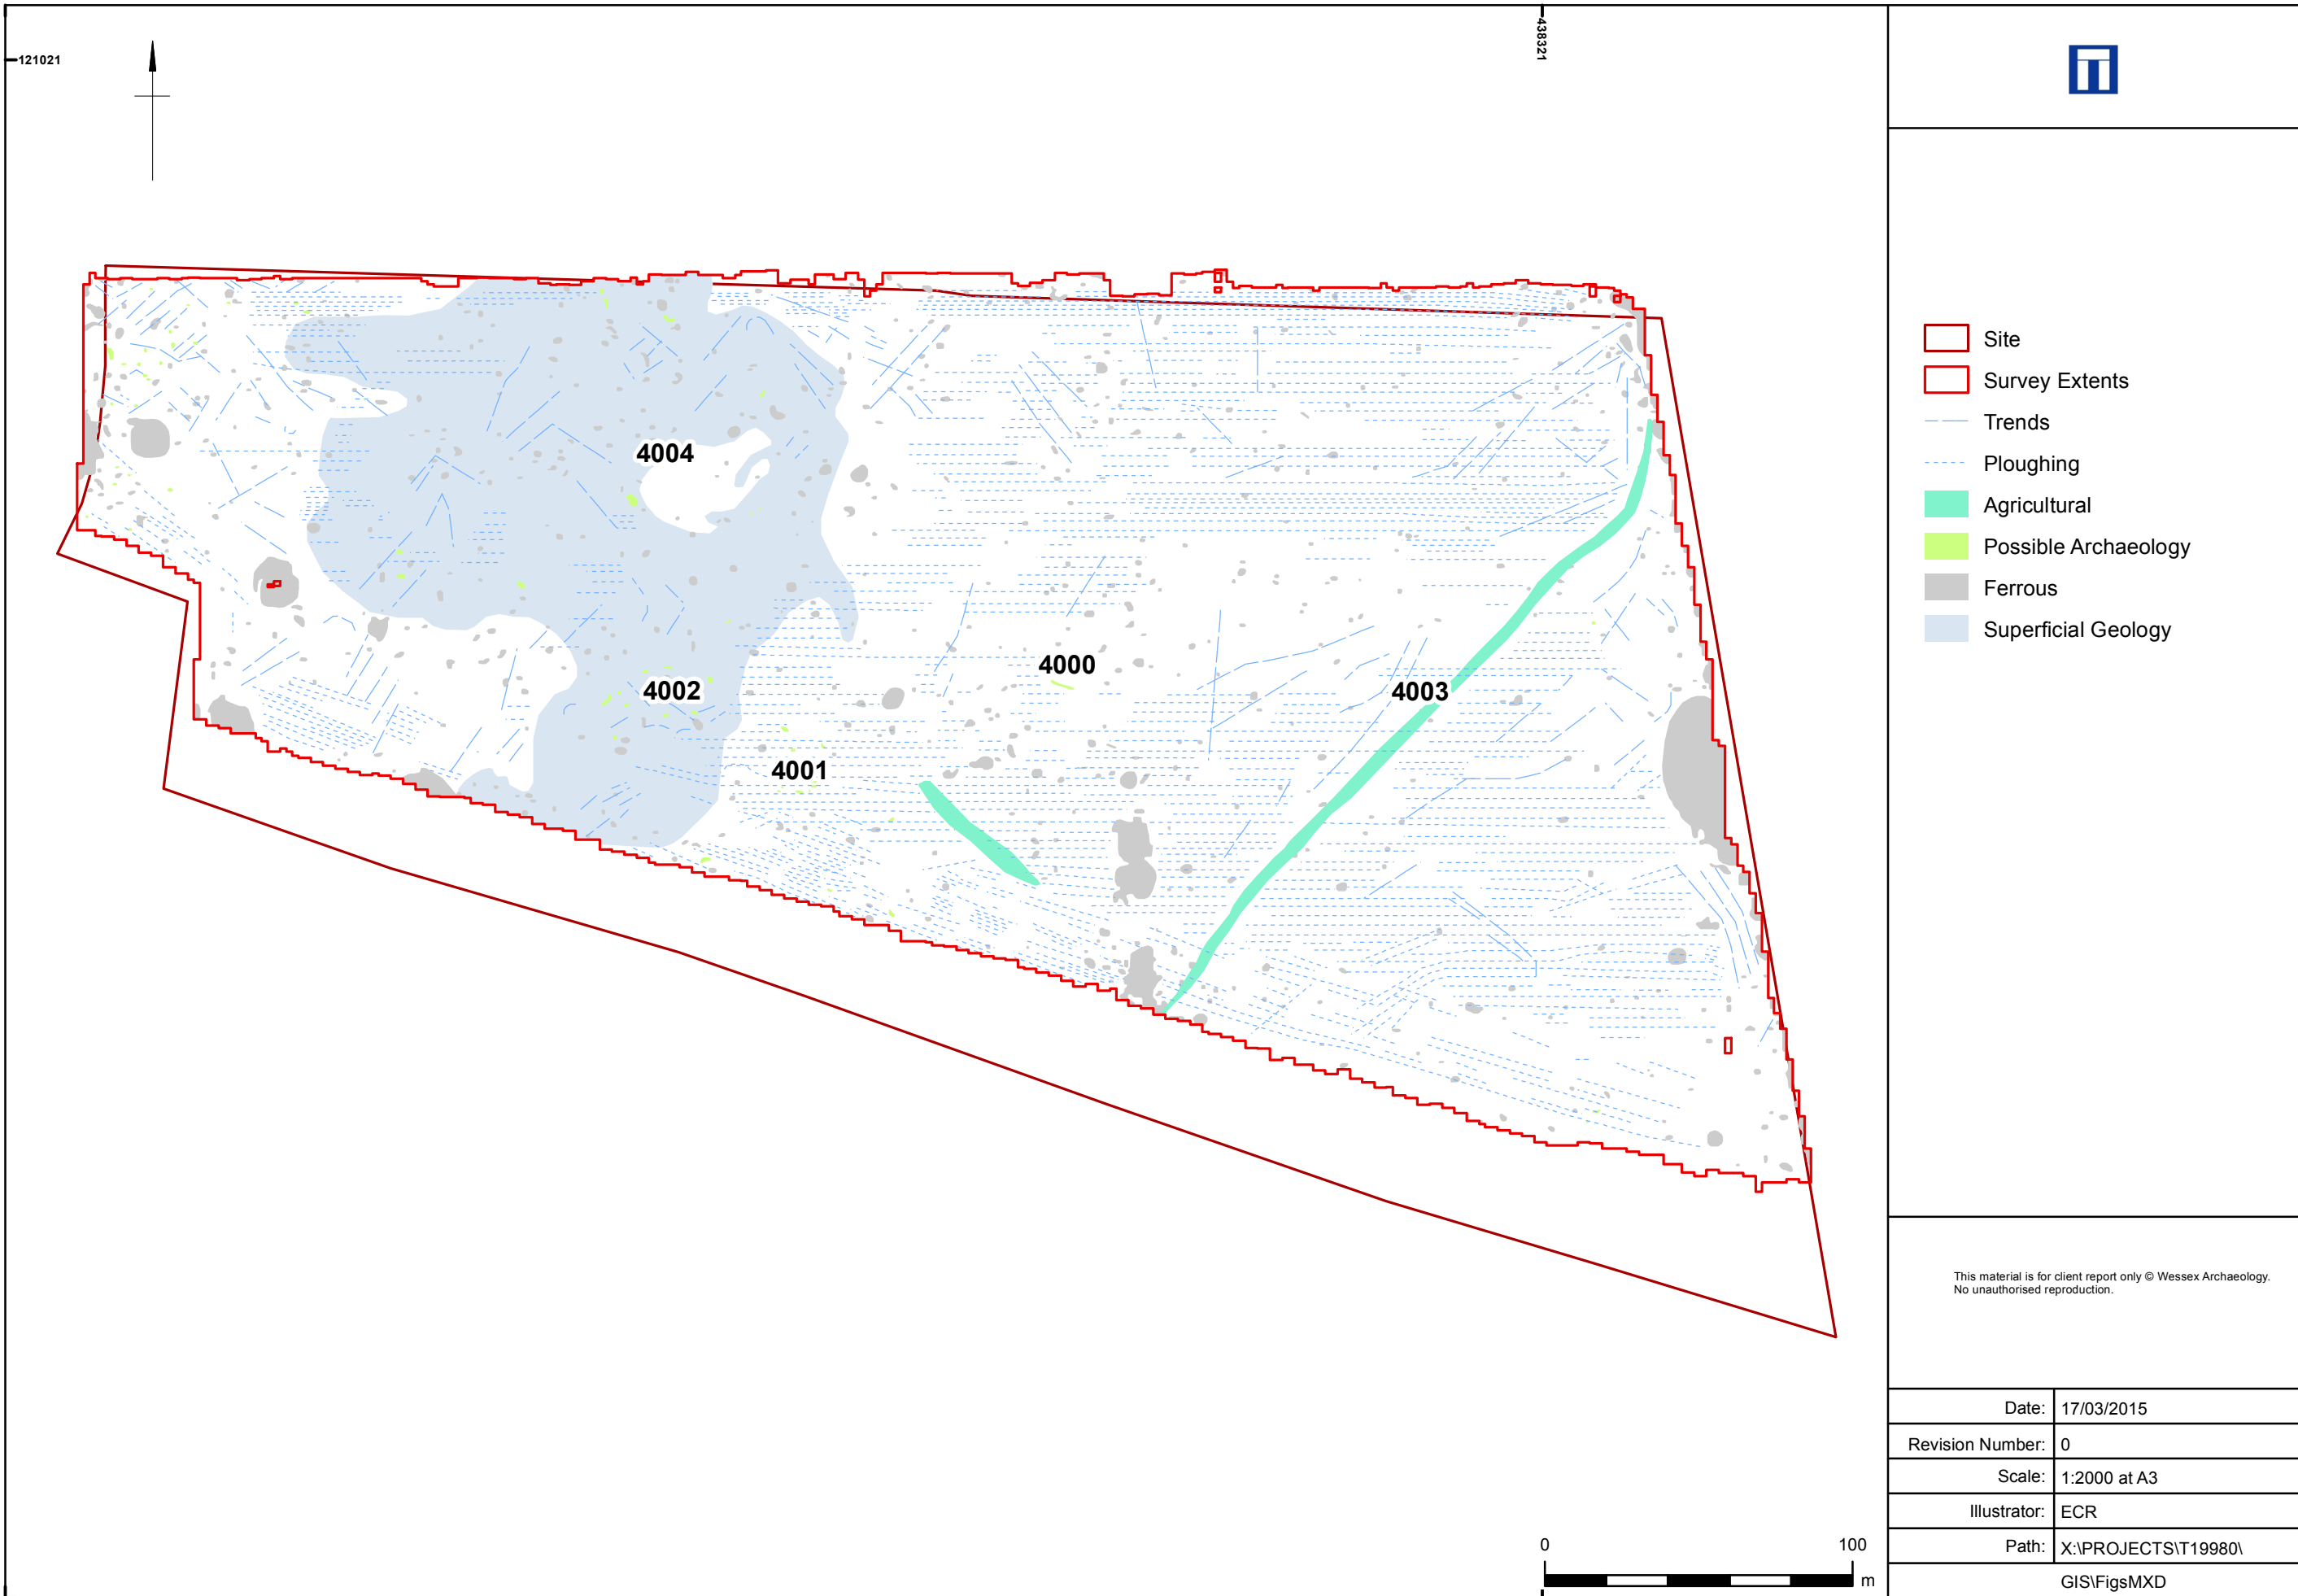 121021
438321
Site
Survey Extents
Trends
Ploughing
Agricultural
Possible Archaeology
Ferrous
Superficial Geology
4004
4000
4002
4003
4001
This material is for client report only © Wessex Archaeology.
No unauthorised reproduction.
Date: 17/03/2015
Revision Number: 0
Scale: 1:2000 at A3
Illustrator: ECR
Path: X:\PROJECTS\T19980\
GIS\FigsMXD
0 100
m